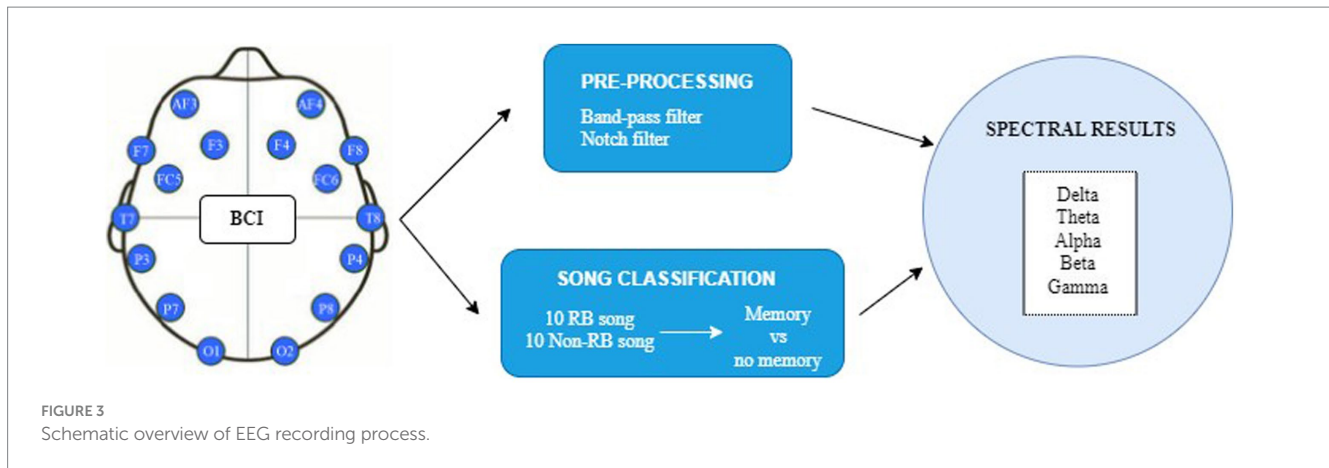 AF3 AF4
F7 F3 F4 F8
FC5 FC6
T7 BCI T8
P3 P4
P7 P8
O1 O2
PRE-PROCESSING
Band-pass filter
Notch filter
SONG CLASSIFICATION
10 RB song
10 Non-RB song
Memory
vs
no memory
SPECTRAL RESULTS
Delta
Theta
Alpha
Beta
Gamma
FIGURE 3
Schematic overview of EEG recording process.